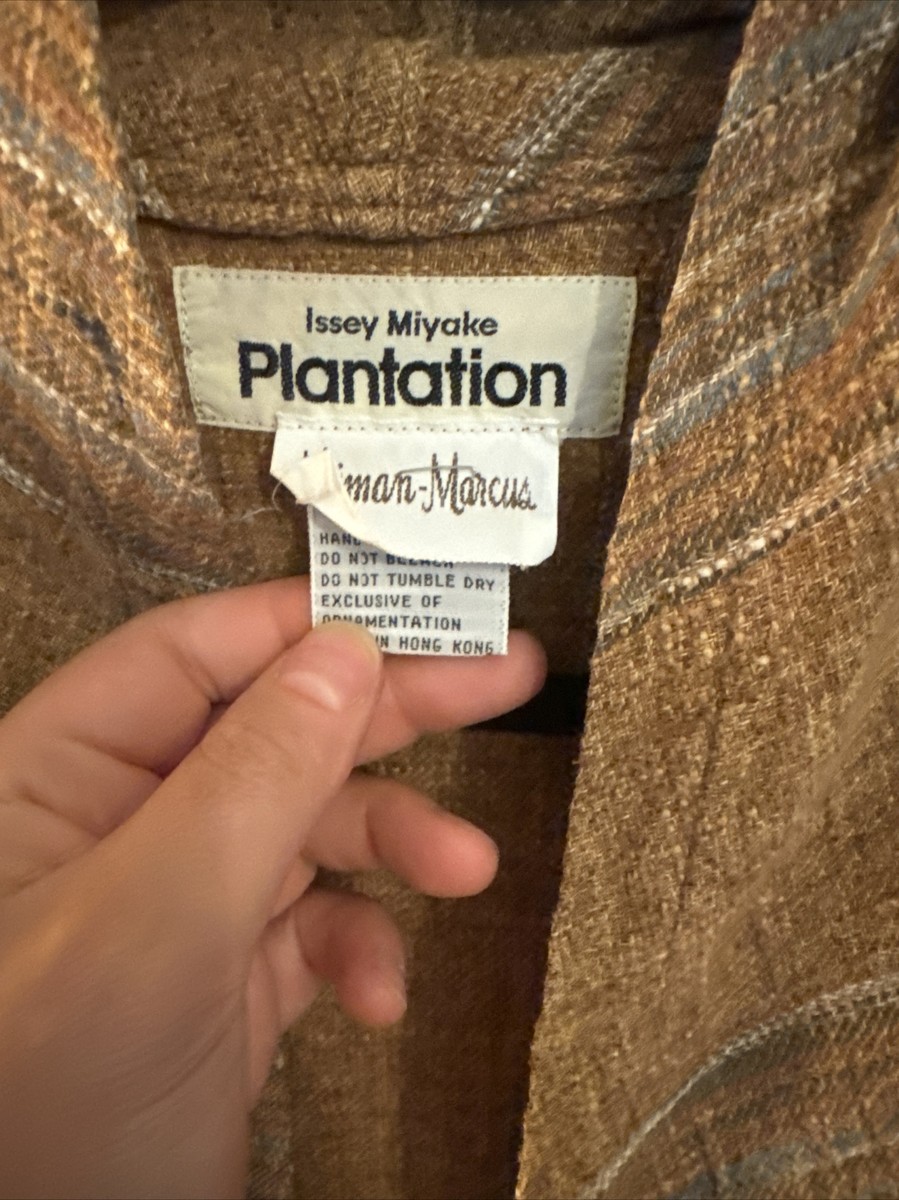 Issey Miyake
Plantation
iman-Marcus
HAND
DO NOT BLEACH
DO NOT TUMBLE DRY
EXCLUSIVE OF
ORNAMENTATION
IN HONG KONG